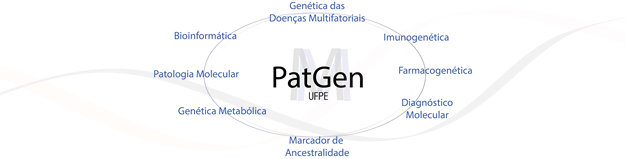 Genética das
Doenças Multifatoriais
Bioinformática
Imunogenética
Patologia Molecular
PatGen
UFPE
Farmacogenética
Genética Metabólica
Diagnóstico
Molecular
Marcador de
Ancestralidade